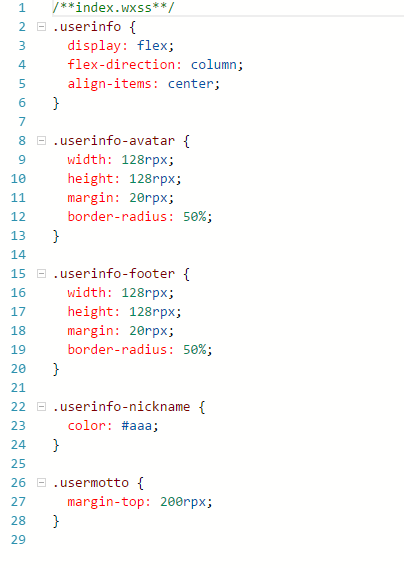 1 /**index.wxss**/
2 .userinfo {
3   display: flex;
4   flex-direction: column;
5   align-items: center;
6 }
7
8 .userinfo-avatar {
9   width: 128rpx;
10   height: 128rpx;
11   margin: 20rpx;
12   border-radius: 50%;
13 }
14
15 .userinfo-footer {
16   width: 128rpx;
17   height: 128rpx;
18   margin: 20rpx;
19   border-radius: 50%;
20 }
21
22 .userinfo-nickname {
23   color: #aaa;
24 }
25
26 .usermotto {
27   margin-top: 200rpx;
28 }
29